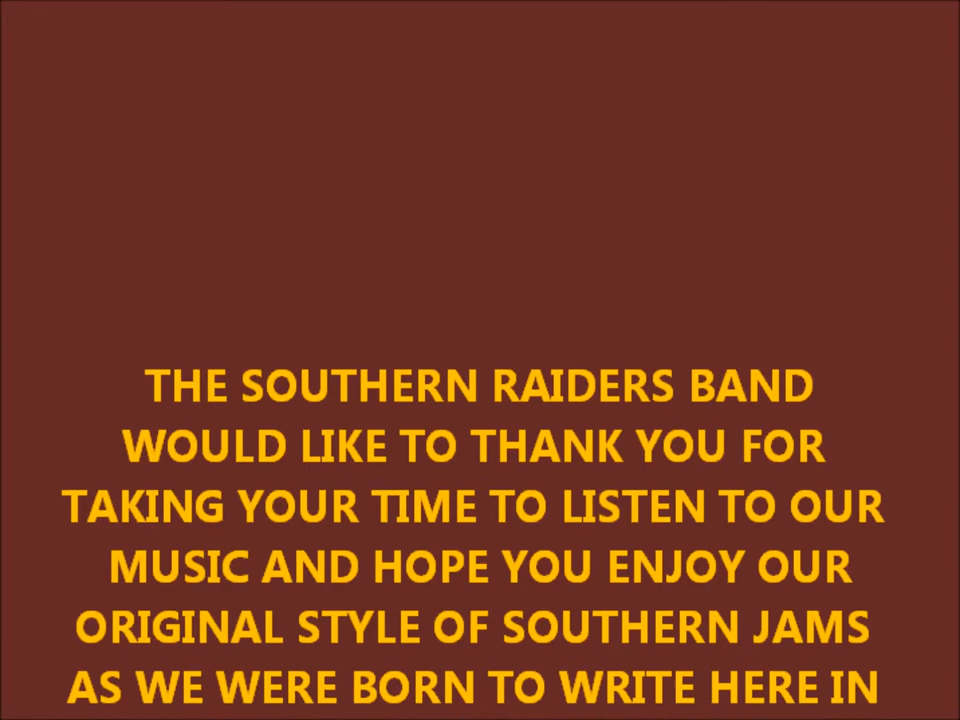 THE SOUTHERN RAIDERS BAND
WOULD LIKE TO THANK YOU FOR
TAKING YOUR TIME TO LISTEN TO OUR
MUSIC AND HOPE YOU ENJOY OUR
ORIGINAL STYLE OF SOUTHERN JAMS
AS WE WERE BORN TO WRITE HERE IN